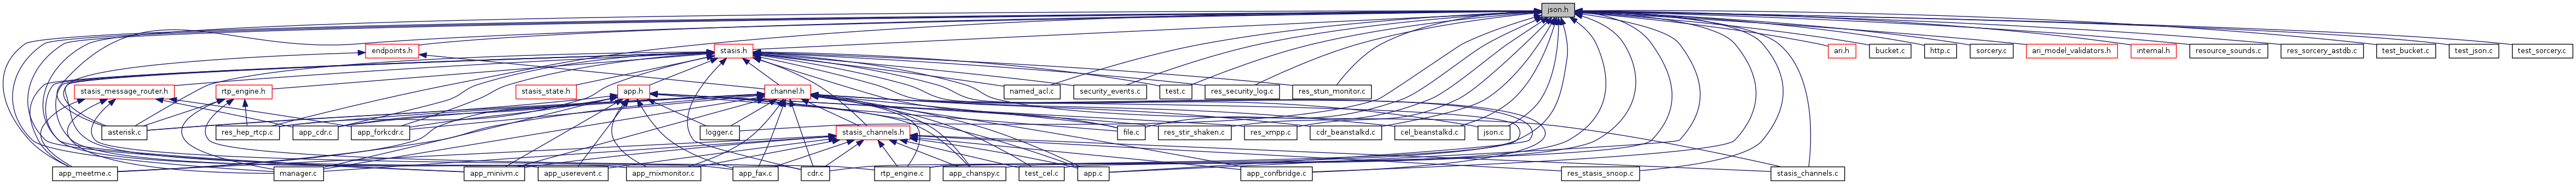 json.h
endpoints.h
stasis.h
ari.h
bucket.c
http.c
sorcery.c
ari_model_validators.h
internal.h
resource_sounds.c
res_sorcery_astdb.c
test_bucket.c
test_json.c
test_sorcery.c
stasis_message_router.h
rtp_engine.h
stasis_state.h
app.h
channel.h
named_acl.c
security_events.c
test.c
res_security_log.c
res_stun_monitor.c
asterisk.c
res_hep_rtcp.c
app_cdr.c
app_forkcdr.c
logger.c
stasis_channels.h
file.c
res_stir_shaken.c
res_xmpp.c
cdr_beanstalkd.c
cel_beanstalkd.c
json.c
app_meetme.c
manager.c
app_minivm.c
app_userevent.c
app_mixmonitor.c
app_fax.c
cdr.c
rtp_engine.c
app_chanspy.c
test_cel.c
app.c
app_confbridge.c
res_stasis_snoop.c
stasis_channels.c